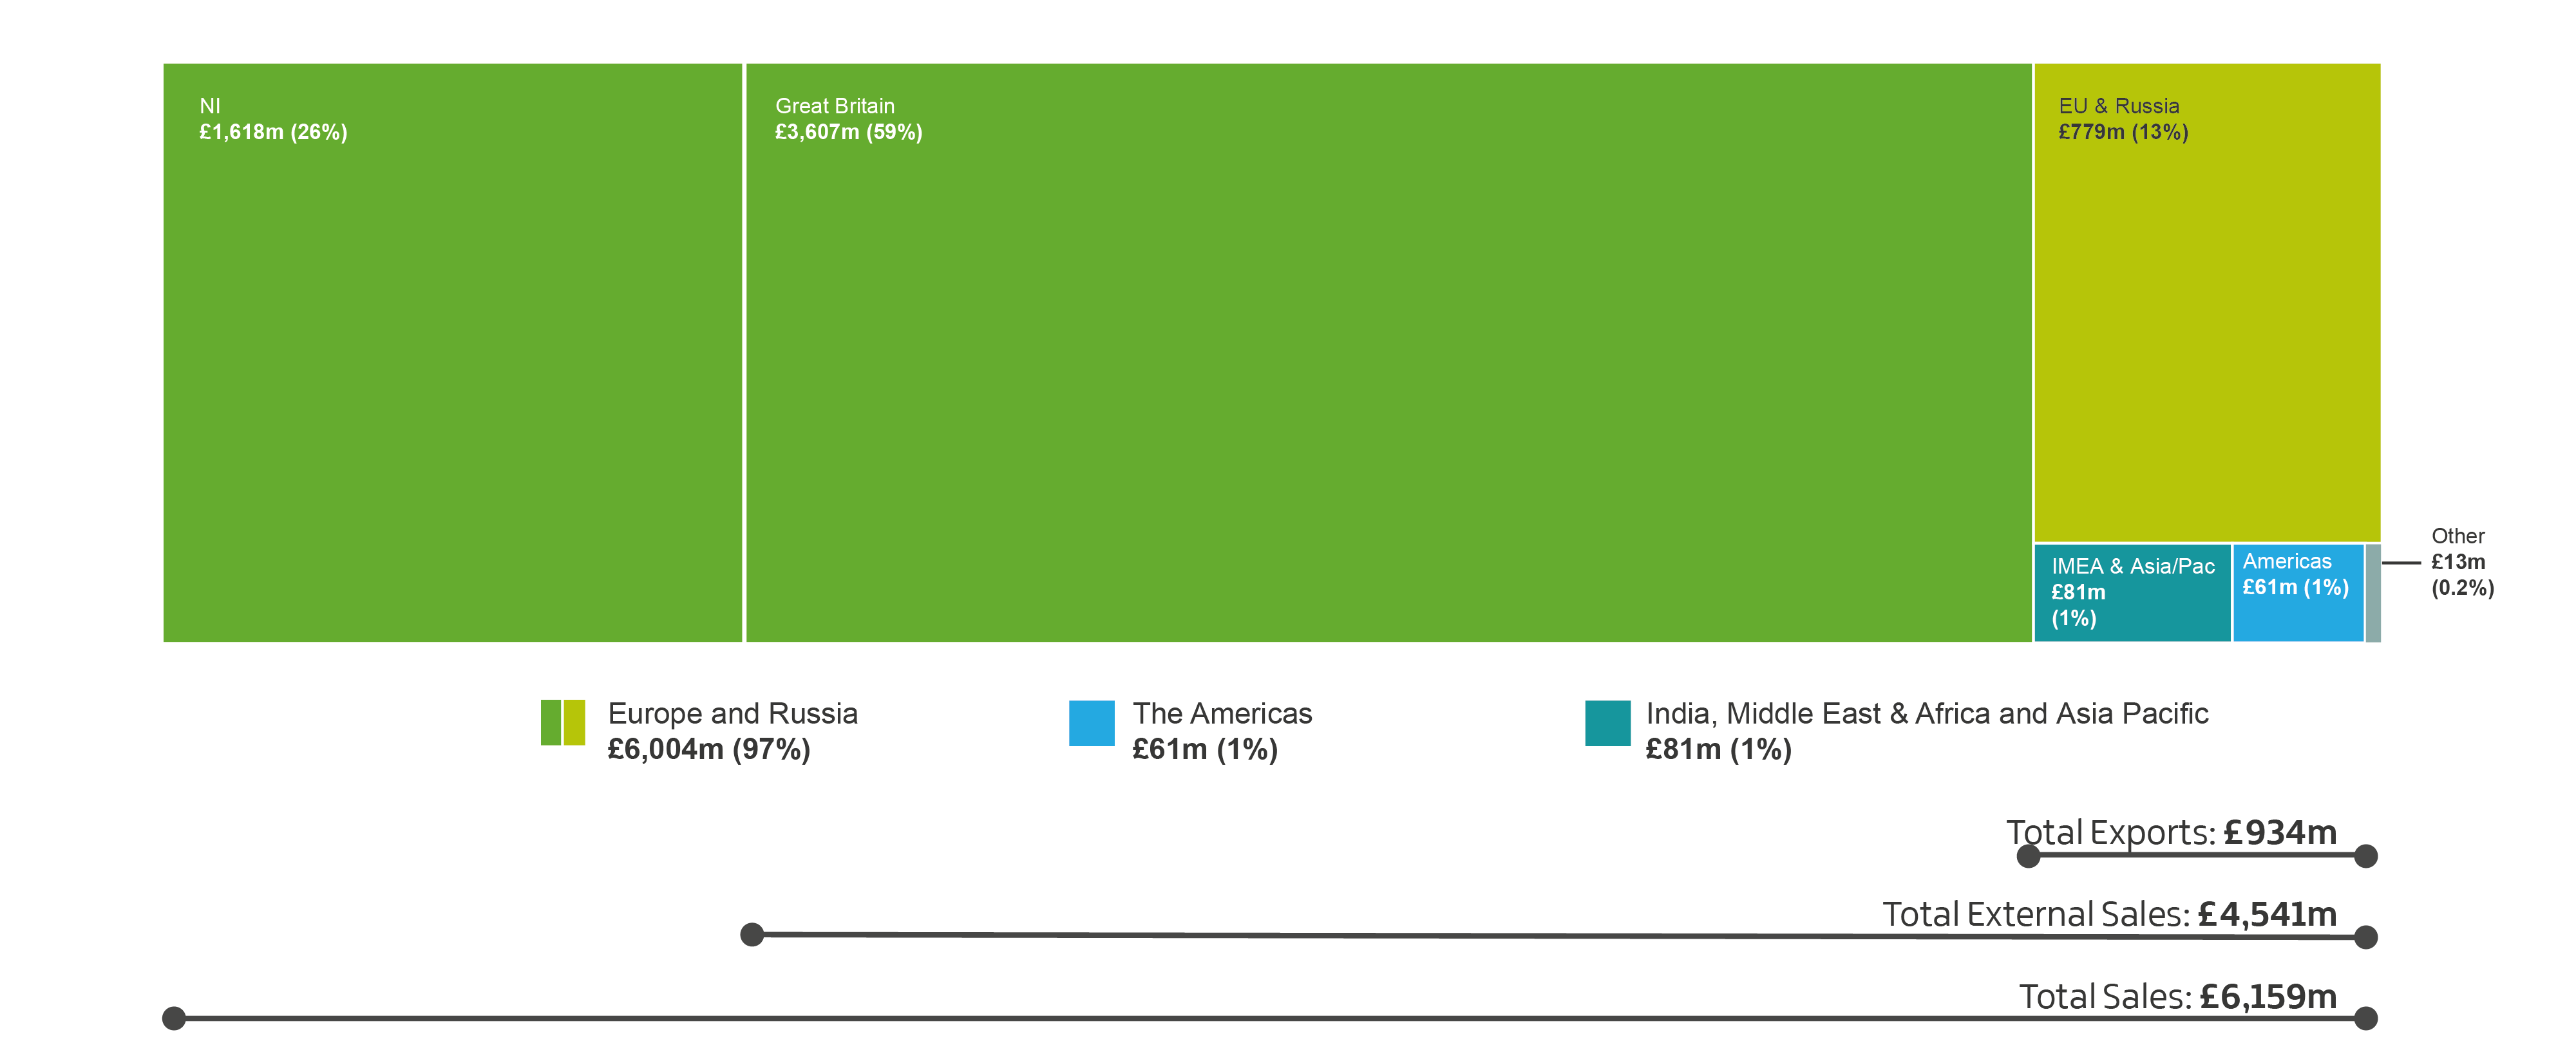 NI
£1,618m (26%)
Great Britain
£3,607m (59%)
EU & Russia
£779m (13%)
IMEA & Asia/Pac
£81m
(1%)
Americas
£61m (1%)
Other
£13m
(0.2%)
Europe and Russia
£6,004m (97%)
The Americas
£61m (1%)
India, Middle East & Africa and Asia Pacific
£81m (1%)
Total Exports: £934m
Total External Sales: £4,541m
Total Sales: £6,159m